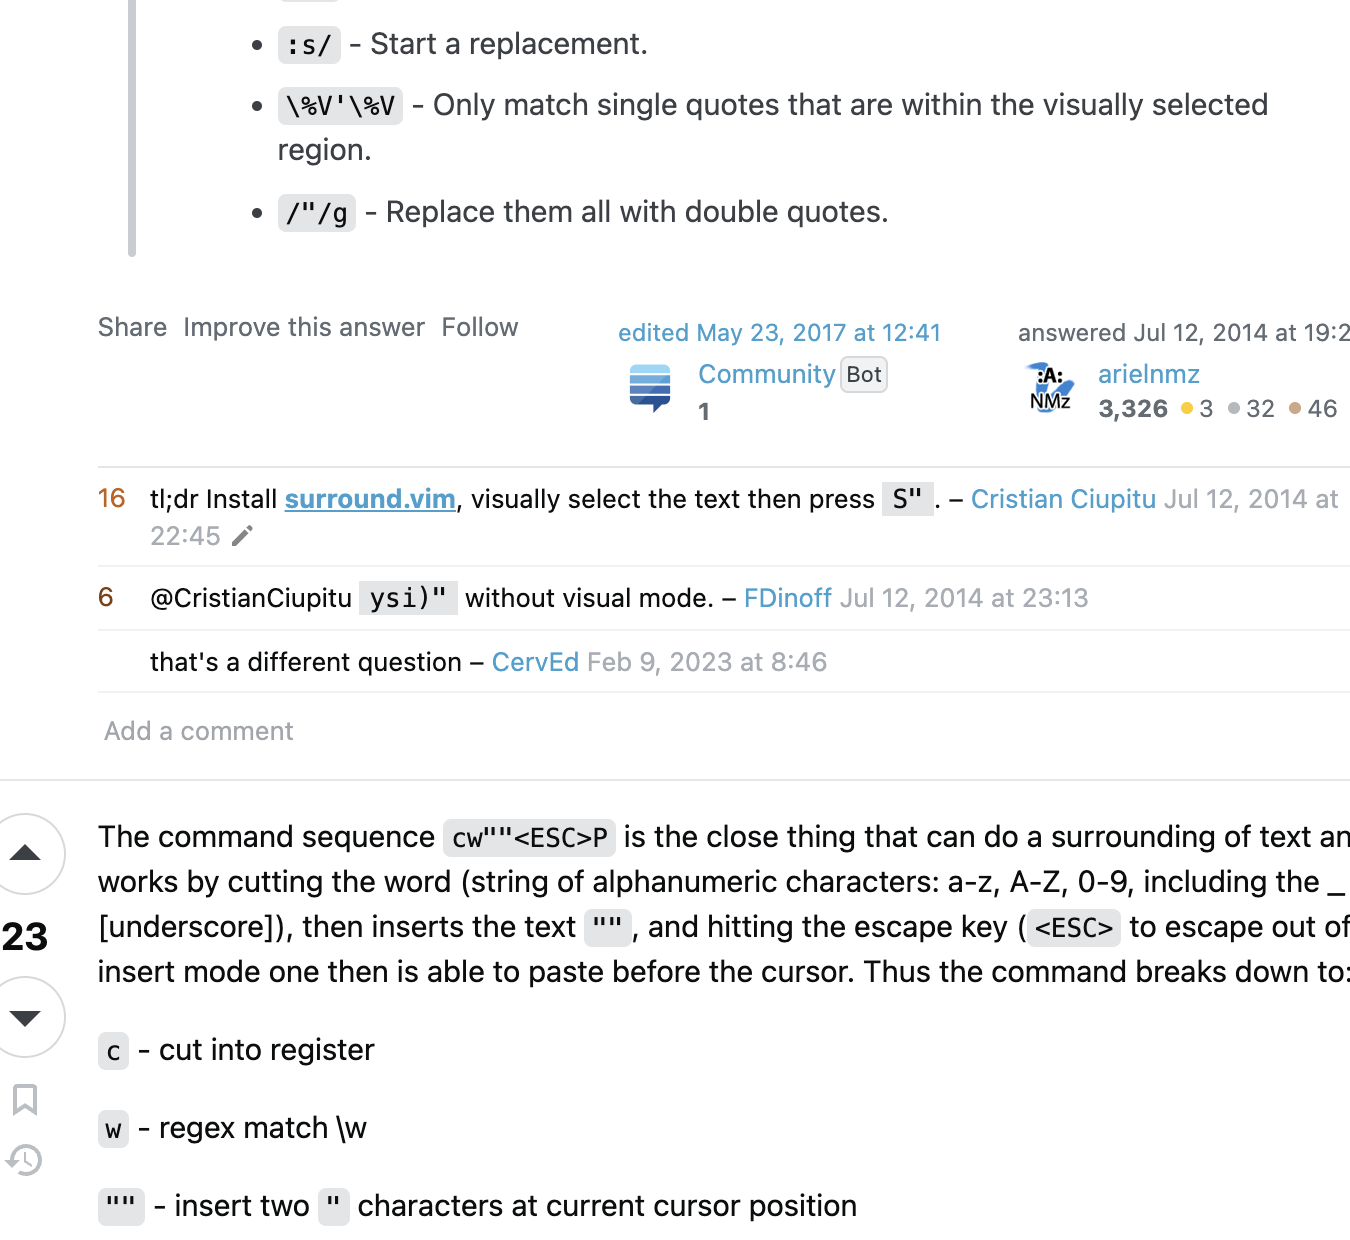 :s/ - Start a replacement.
\%V'\%V - Only match single quotes that are within the visually selected
region.
/"/g - Replace them all with double quotes.
Share Improve this answer Follow
edited May 23, 2017 at 12:41
answered Jul 12, 2014 at 19:2
Community Bot
1
:A:
NMz
arielnmz
3,326 3 32 46
16 tl;dr Install surround.vim, visually select the text then press S" . – Cristian Ciupitu Jul 12, 2014 at
22:45
6 @CristianCiupitu ysi)" without visual mode. – FDinoff Jul 12, 2014 at 23:13
that's a different question – CervEd Feb 9, 2023 at 8:46
Add a comment
The command sequence cw""<ESC>P is the close thing that can do a surrounding of text an
works by cutting the word (string of alphanumeric characters: a-z, A-Z, 0-9, including the _
23
[underscore]), then inserts the text "", and hitting the escape key (<ESC> to escape out of
insert mode one then is able to paste before the cursor. Thus the command breaks down to:
c - cut into register
w - regex match \w
"" - insert two " characters at current cursor position